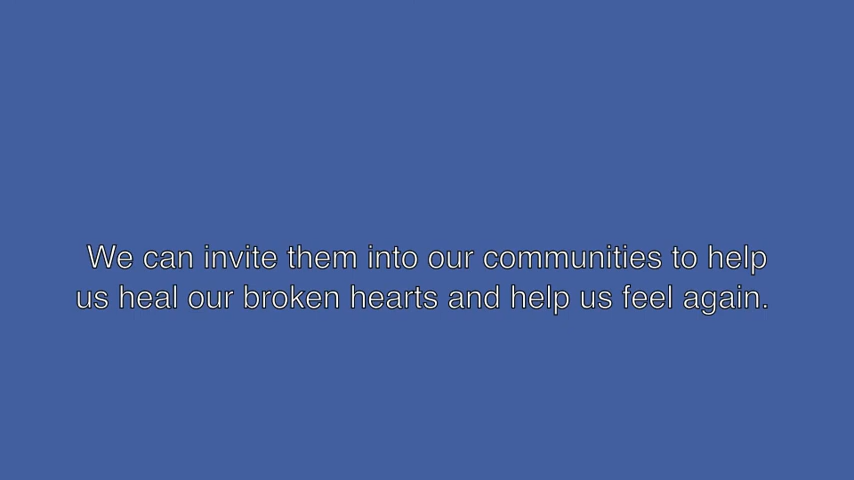 We can invite them into our communities to help
us heal our broken hearts and help us feel again.